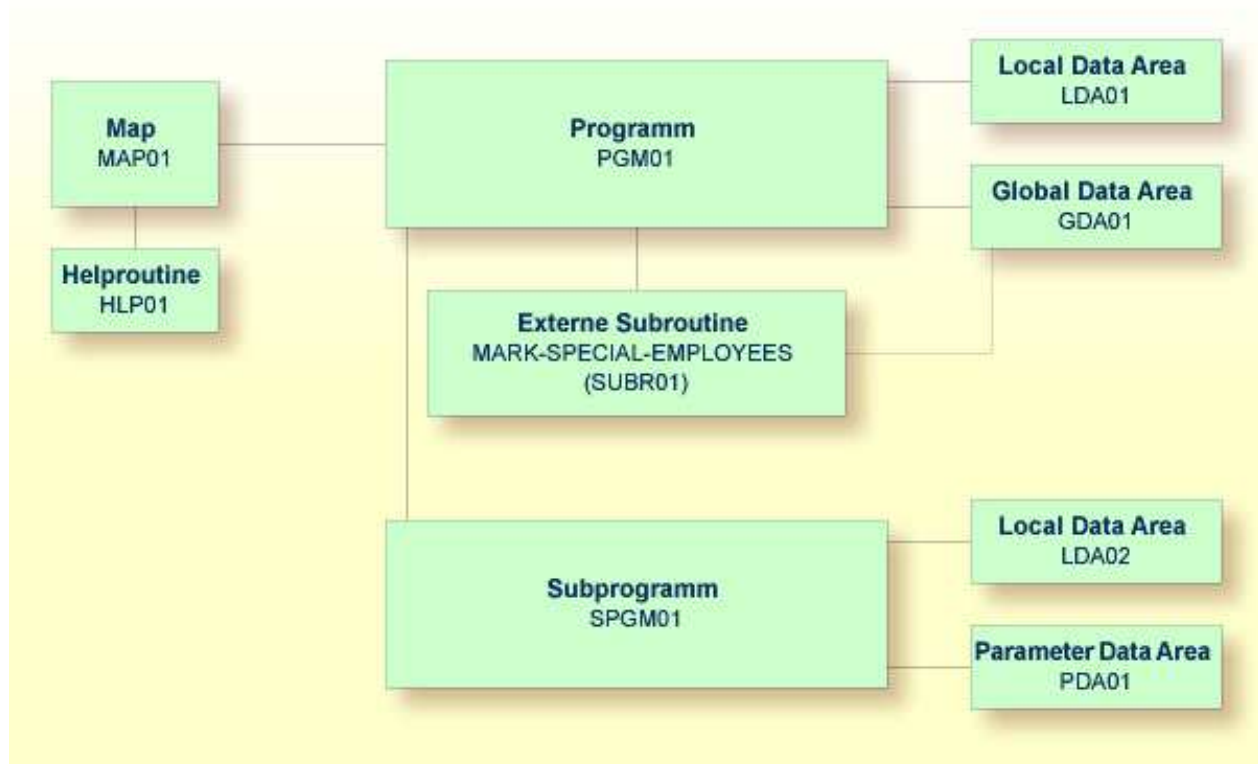 Local Data Area
LDA01
Map
MAP01
Programm
PGM01
Global Data Area
GDA01
Helproutine
HLP01
Externe Subroutine
MARK-SPECIAL-EMPLOYEES
(SUBR01)
Local Data Area
LDA02
Subprogramm
SPGM01
Parameter Data Area
PDA01